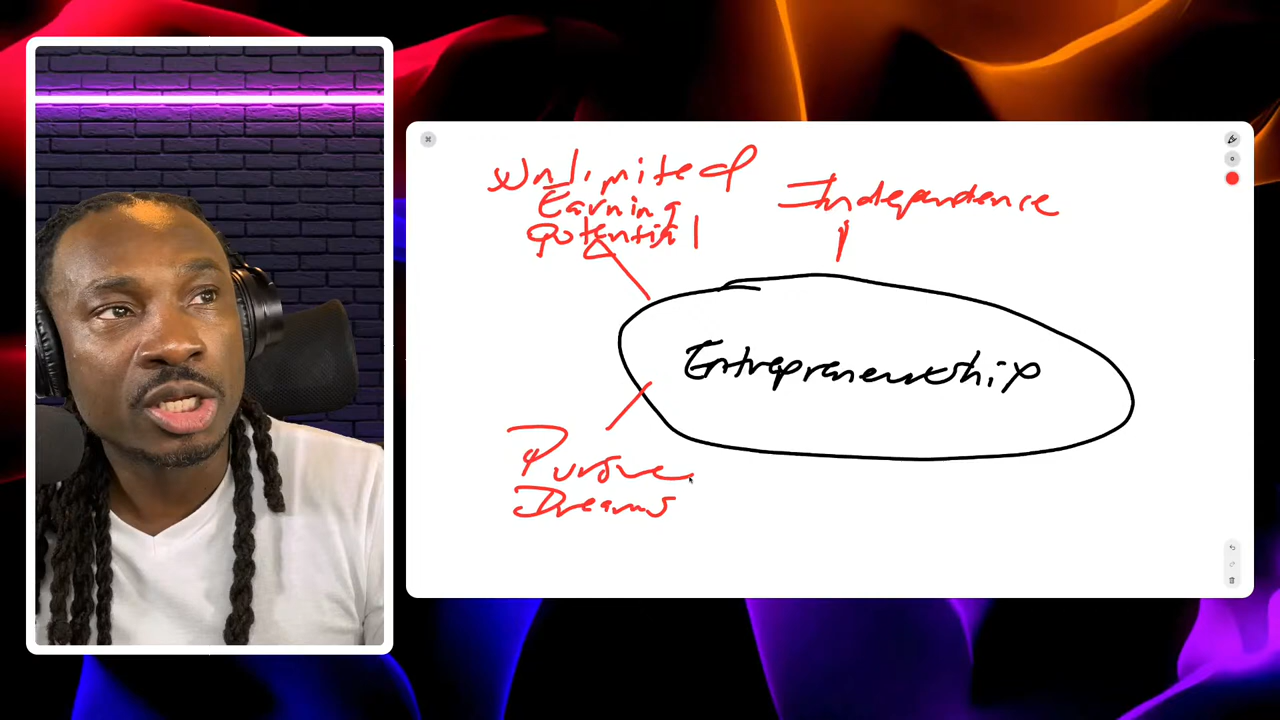 Unlimited
Earning
Potential
Independence
Entrepreneurship
Pursue
Dreams